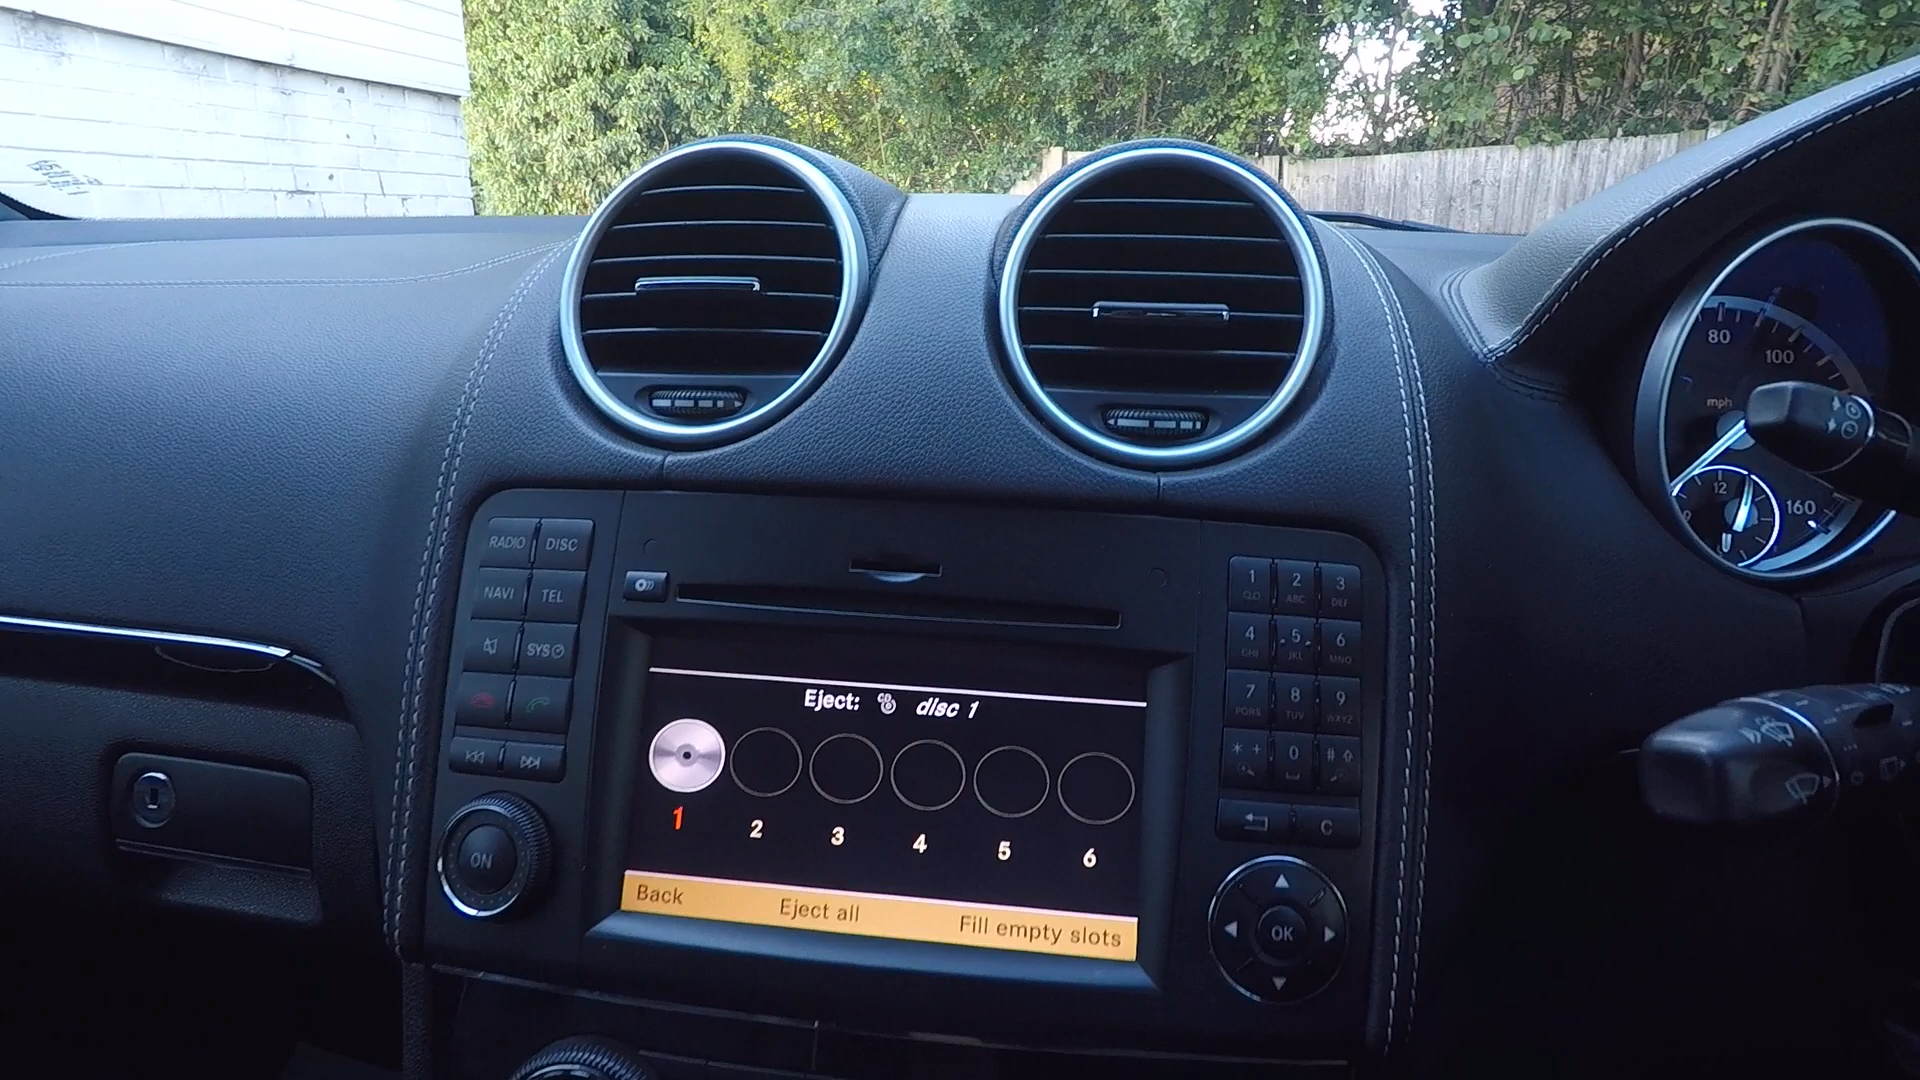 RADIO DISC
NAVI TEL
SYS
ON
Eject: CD disc 1
1 2 3 4 5 6
Back Eject all Fill empty slots
1 2 3
ABC DEF
4 5 6
GHI JKL MNO
7 8 9
PQRS TUV WXYZ
* + 0 #
C
OK
80
100
mph
12
160